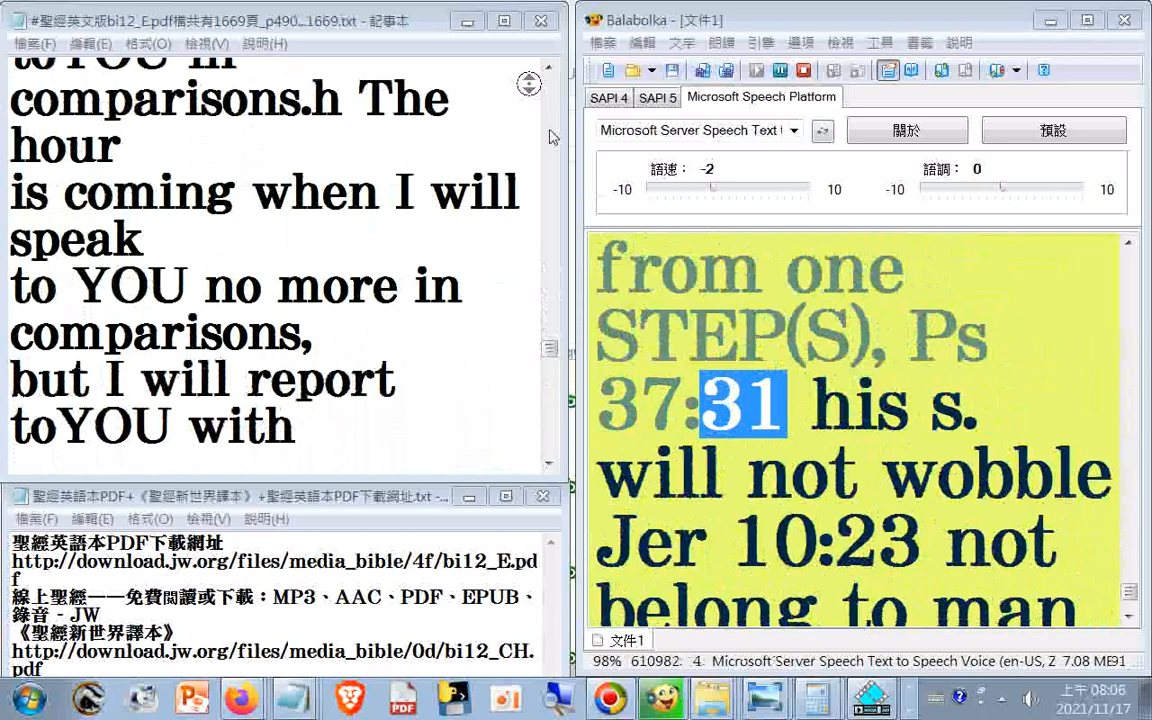 #聖經英文版bi12_E.pdf檔共有1669頁_p490...1669.txt - 記事本
檔案(F) 編輯(E) 格式(O) 檢視(V) 說明(H)
toYOU in
comparisons.h The
hour
is coming when I will
speak
to YOU no more in
comparisons,
but I will report
toYOU with
聖經英語本PDF+《聖經新世界譯本》+聖經英語本PDF下載網址.txt -...
檔案(F) 編輯(E) 格式(O) 檢視(V) 說明(H)
聖經英語本PDF下載網址
http://download.jw.org/files/media_bible/4f/bi12_E.pd
f
線上聖經——免費閱讀或下載：MP3、AAC、PDF、EPUB、
錄音 - JW
《聖經新世界譯本》
http://download.jw.org/files/media_bible/0d/bi12_CH.
pdf
Balabolka - [文件1]
檔案 編輯 文字 朗讀 引擎 選項 檢視 工具 書籤 說明
SAPI 4 SAPI 5 Microsoft Speech Platform
Microsoft Server Speech Text 關於 預設
語速： -2 語調： 0
-10 10 -10 10
from one
STEP(S), Ps
37:31 his s.
will not wobble
Jer 10:23 not
belong to man
文件1
98% 610982. 4. Microsoft Server Speech Text to Speech Voice (en-US, Z 7.08 ME91
上午 08:06
2021/11/17